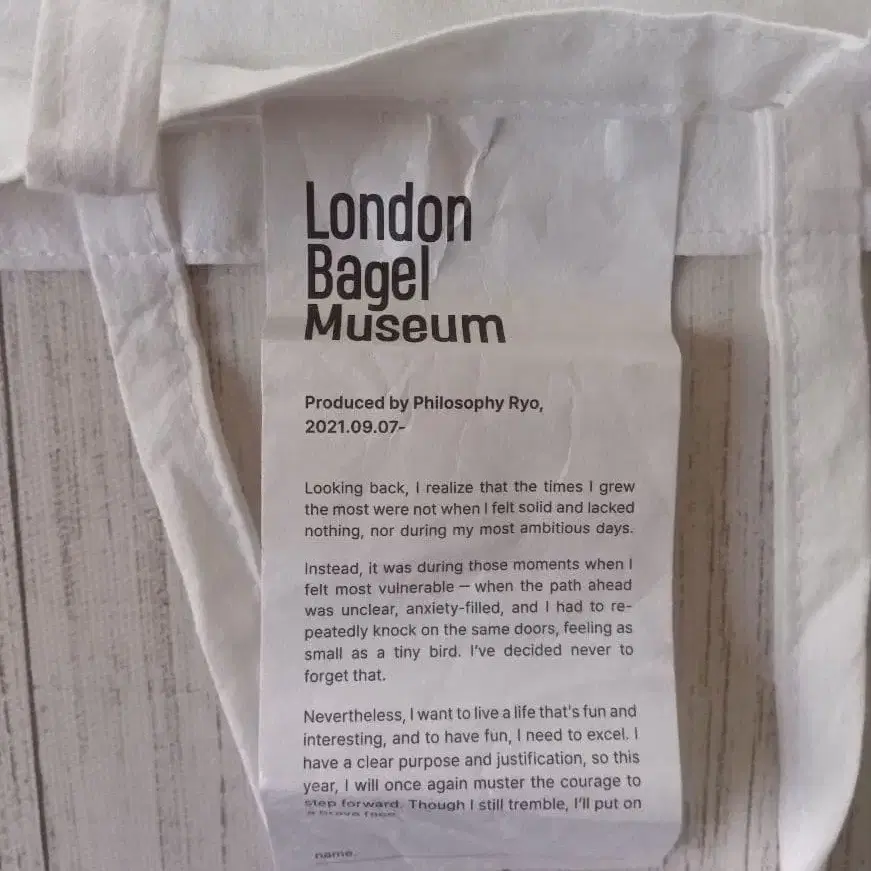 London
Bagel
Museum
Produced by Philosophy Ryo,
2021.09.07-
Looking back, I realize that the times I grew
the most were not when I felt solid and lacked
nothing, nor during my most ambitious days.
Instead, it was during those moments when I
felt most vulnerable — when the path ahead
was unclear, anxiety-filled, and I had to re-
peatedly knock on the same doors, feeling as
small as a tiny bird. I've decided never to
forget that.
Nevertheless, I want to live a life that's fun and
interesting, and to have fun, I need to excel. I
have a clear purpose and justification, so this
year, I will once again muster the courage to
step forward. Though I still tremble, I'll put on
a brave face.
name.